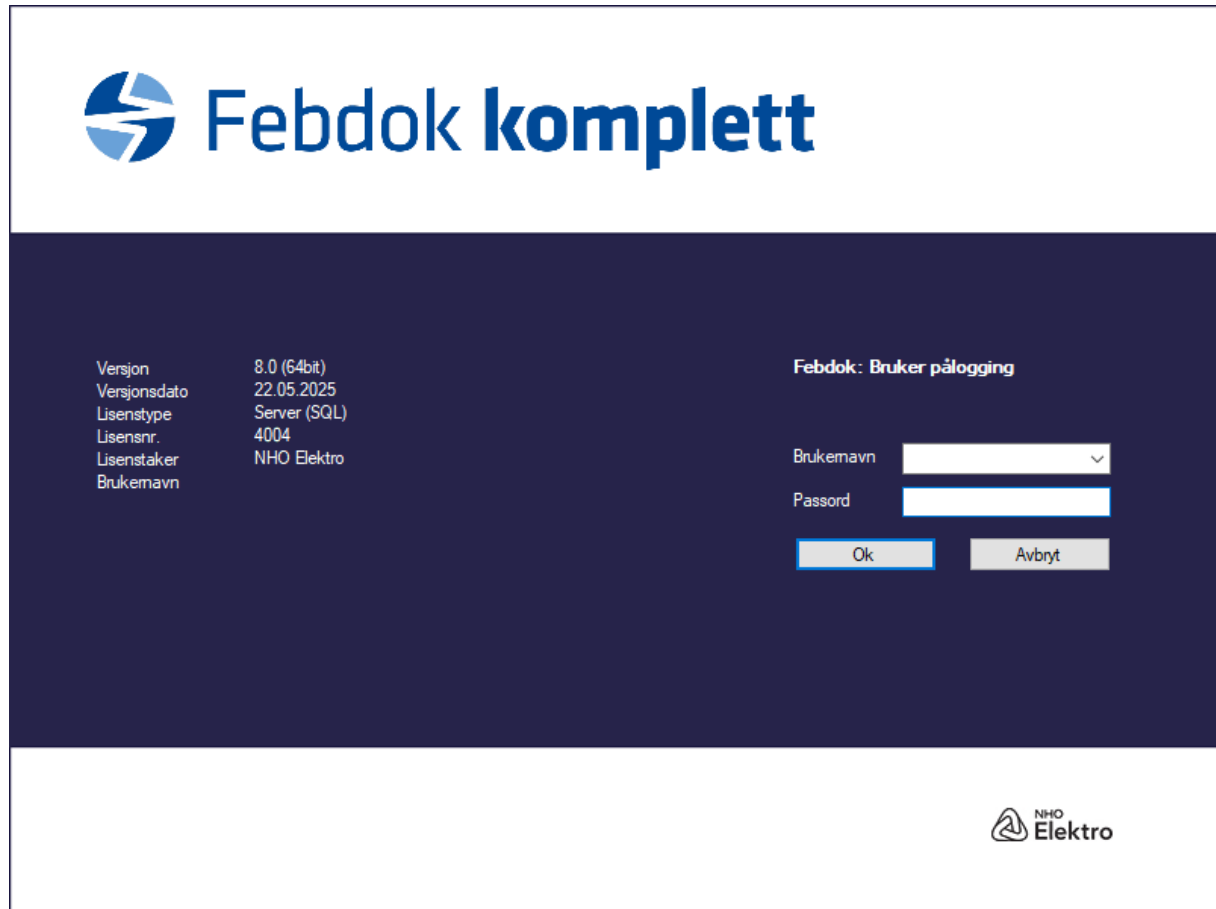 Febdok komplett
Versjon 8.0 (64bit)
Versjonsdato 22.05.2025
Lisenstype Server (SQL)
Lisensnr. 4004
Lisenstaker NHO Elektro
Brukernavn
Febdok: Bruker pålogging
Brukernavn
Passord
Ok Avbryt
NHO
Elektro